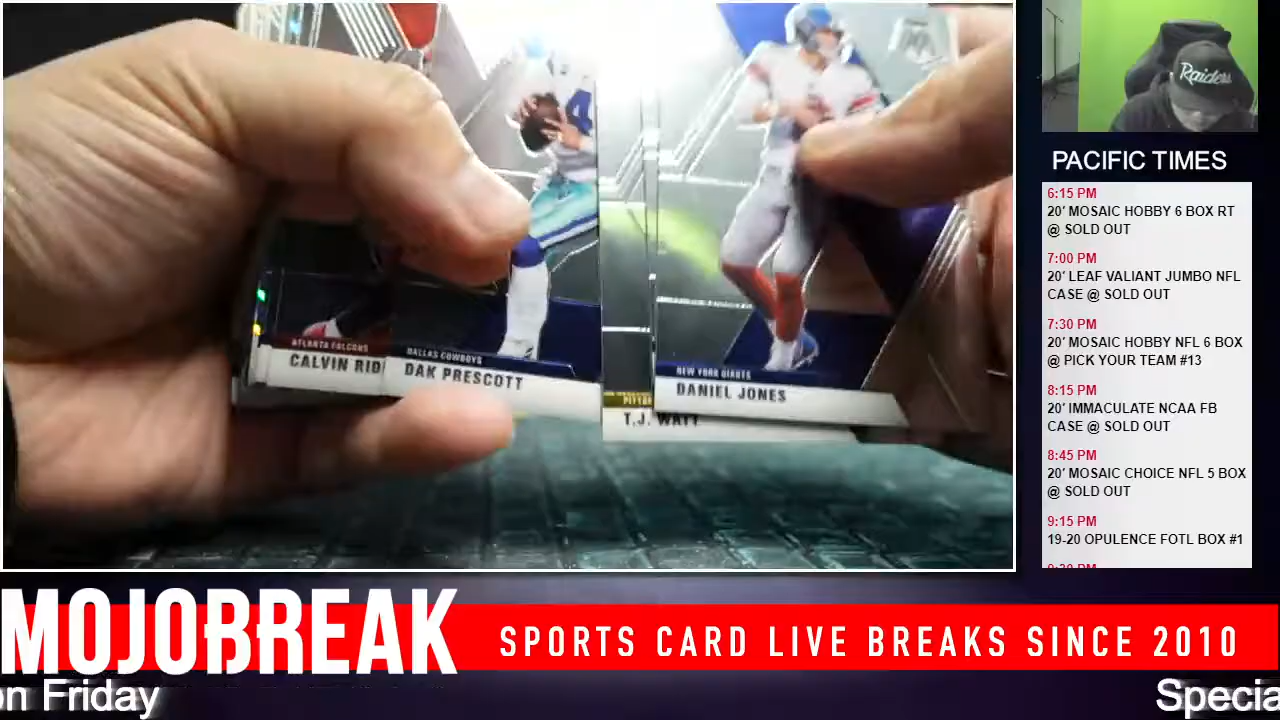 ATLANTA FALCONS
CALVIN RID
DALLAS COWBOYS
DAK PRESCOTT
T.J. WATT
NEW YORK GIANTS
DANIEL JONES
Raiders
PACIFIC TIMES
6:15 PM
20' MOSAIC HOBBY 6 BOX RT
@ SOLD OUT
7:00 PM
20' LEAF VALIANT JUMBO NFL
CASE @ SOLD OUT
7:30 PM
20' MOSAIC HOBBY NFL 6 BOX
@ PICK YOUR TEAM #13
8:15 PM
20' IMMACULATE NCAA FB
CASE @ SOLD OUT
8:45 PM
20' MOSAIC CHOICE NFL 5 BOX
@ SOLD OUT
9:15 PM
19-20 OPULENCE FOTL BOX #1
MOJOBREAK
SPORTS CARD LIVE BREAKS SINCE 2010
on Friday
Specia